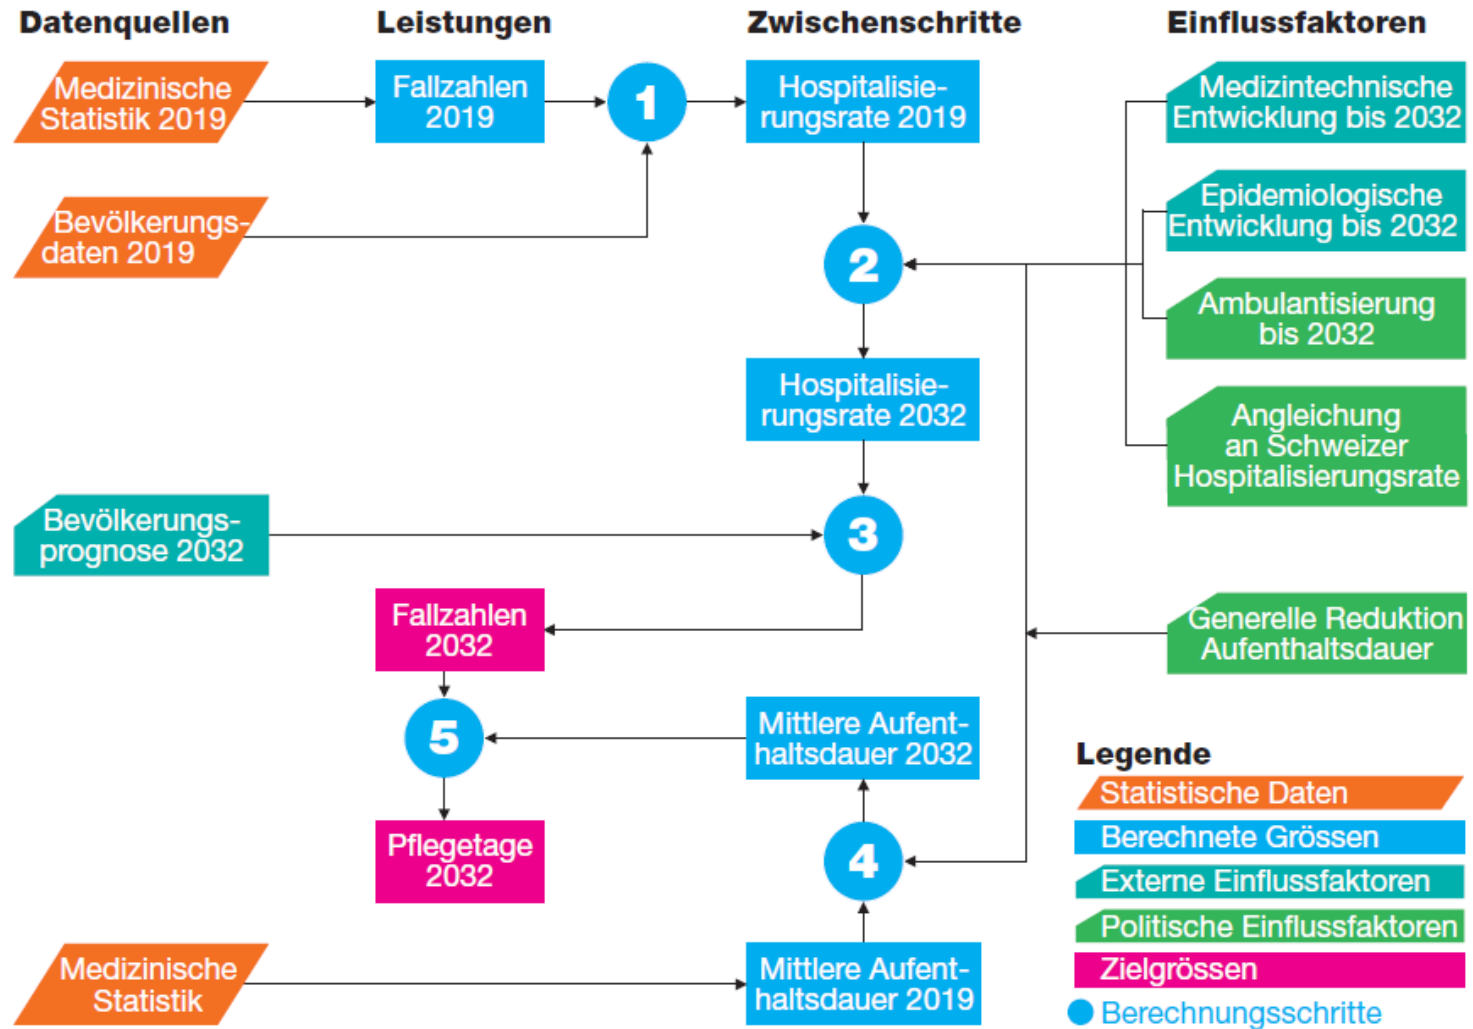 Datenquellen
Leistungen
Zwischenschritte
Einflussfaktoren
Medizinische
Statistik 2019
Fallzahlen
2019
1
Hospitalisie-
rungsrate 2019
Medizintechnische
Entwicklung bis 2032
Bevölkerungs-
daten 2019
Epidemiologische
Entwicklung bis 2032
2
Ambulantisierung
bis 2032
Hospitalisie-
rungsrate 2032
Angleichung
an Schweizer
Hospitalisierungsrate
Bevölkerungs-
prognose 2032
3
Fallzahlen
2032
Generelle Reduktion
Aufenthaltsdauer
5
Mittlere Aufent-
haltsdauer 2032
Pflegetage
2032
4
Medizinische
Statistik
Mittlere Aufent-
haltsdauer 2019
Legende
Statistische Daten
Berechnete Grössen
Externe Einflussfaktoren
Politische Einflussfaktoren
Zielgrössen
Berechnungsschritte